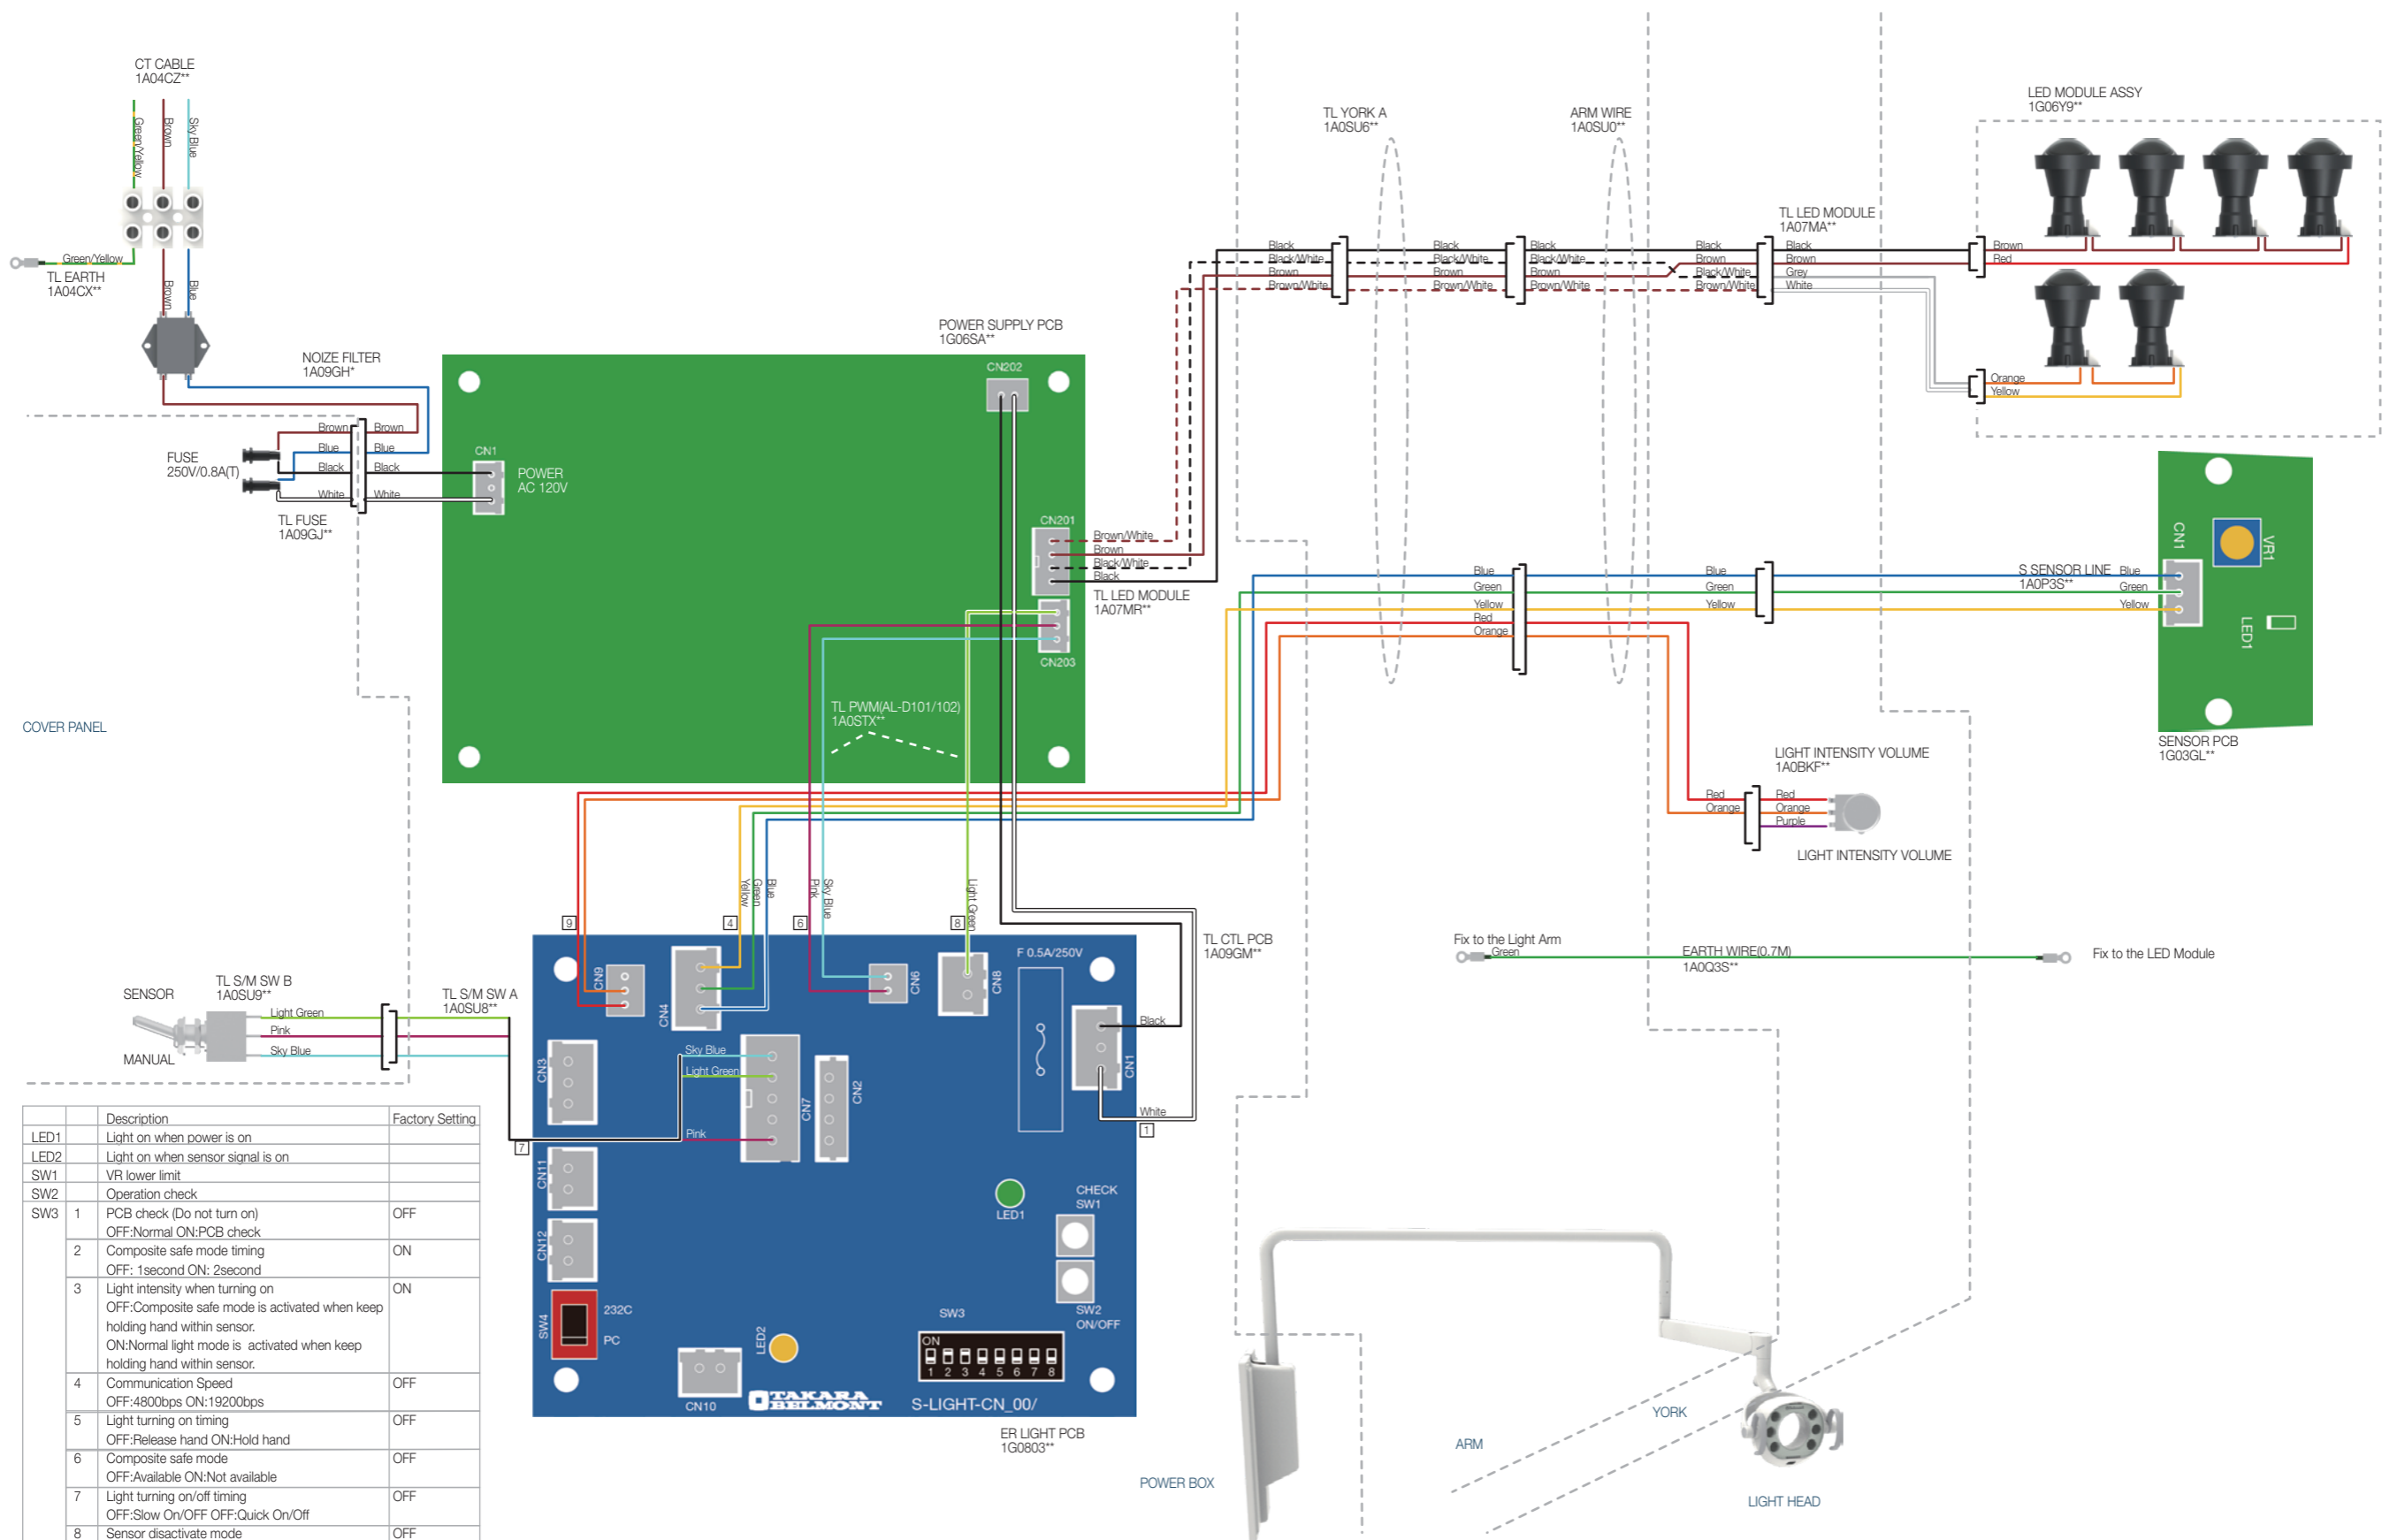 CT CABLE
1A04CZ**
Green/Yellow
Brown
Sky Blue
Green/Yellow
TL EARTH
1A04CX**
Brown
Blue
NOIZE FILTER
1A09GH*
FUSE
250V/0.8A(T)
Brown
Blue
Black
White
Brown
Blue
Black
White
TL FUSE
1A09GJ**
COVER PANEL
POWER SUPPLY PCB
1G06SA**
CN202
CN1
POWER
AC 120V
CN201
Brown/White
Brown
Black/White
Black
TL LED MODULE
1A07MR**
CN203
TL PWM(AL-D101/102)
1A0STX**
TL YORK A
1A0SU6**
ARM WIRE
1A0SU0**
Black
Black/White
Brown
Brown/White
Black
Black/White
Brown
Brown/White
Black
Black/White
Brown
Brown/White
Black
Brown
Black/White
Brown/White
TL LED MODULE
1A07MA**
Black
Brown
Grey
White
LED MODULE ASSY
1G06Y9**
Brown
Red
Orange
Yellow
Blue
Green
Yellow
Red
Orange
Blue
Green
Yellow
S SENSOR LINE
1A0P3S**
Blue
Green
Yellow
CN1
VR1
LED1
SENSOR PCB
1G03GL**
LIGHT INTENSITY VOLUME
1A0BKF**
Red
Orange
Red
Orange
Purple
LIGHT INTENSITY VOLUME
Fix to the Light Arm
Green
EARTH WIRE(0.7M)
1A0Q3S**
Fix to the LED Module
9
4
Yellow
Green
Blue
6
Pink
Sky Blue
8
Light Green
TL CTL PCB
1A09GM**
SENSOR
MANUAL
TL S/M SW B
1A0SU9**
Light Green
Pink
Sky Blue
TL S/M SW A
1A0SU8**
7
CN9
CN4
CN6
CN8
F 0.5A/250V
Black
CN1
White
1
CN3
Sky Blue
Light Green
Pink
CN7
CN2
CN11
CN12
LED1
CHECK
SW1
SW2
ON/OFF
SW4
232C
PC
LED2
SW3
ON
1 2 3 4 5 6 7 8
CN10
TAKARA
BELMONT
S-LIGHT-CN_00/
ER LIGHT PCB
1G0803**
POWER BOX
ARM
YORK
LIGHT HEAD
Description Factory Setting
LED1 Light on when power is on
LED2 Light on when sensor signal is on
SW1 VR lower limit
SW2 Operation check
SW3 1 PCB check (Do not turn on) OFF
OFF:Normal ON:PCB check
2 Composite safe mode timing ON
OFF: 1second ON: 2second
3 Light intensity when turning on ON
OFF:Composite safe mode is activated when keep
holding hand within sensor.
ON:Normal light mode is activated when keep
holding hand within sensor.
4 Communication Speed OFF
OFF:4800bps ON:19200bps
5 Light turning on timing OFF
OFF:Release hand ON:Hold hand
6 Composite safe mode OFF
OFF:Available ON:Not available
7 Light turning on/off timing OFF
OFF:Slow On/OFF OFF:Quick On/Off
8 Sensor disactivate mode OFF